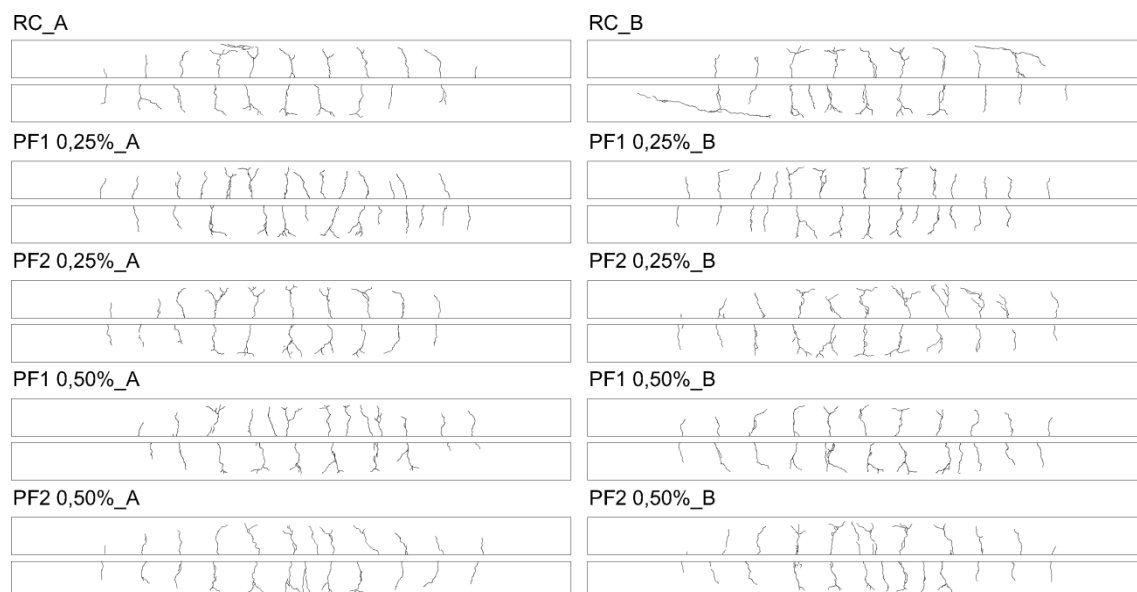 RC_A
RC_B
PF1 0,25%_A
PF1 0,25%_B
PF2 0,25%_A
PF2 0,25%_B
PF1 0,50%_A
PF1 0,50%_B
PF2 0,50%_A
PF2 0,50%_B